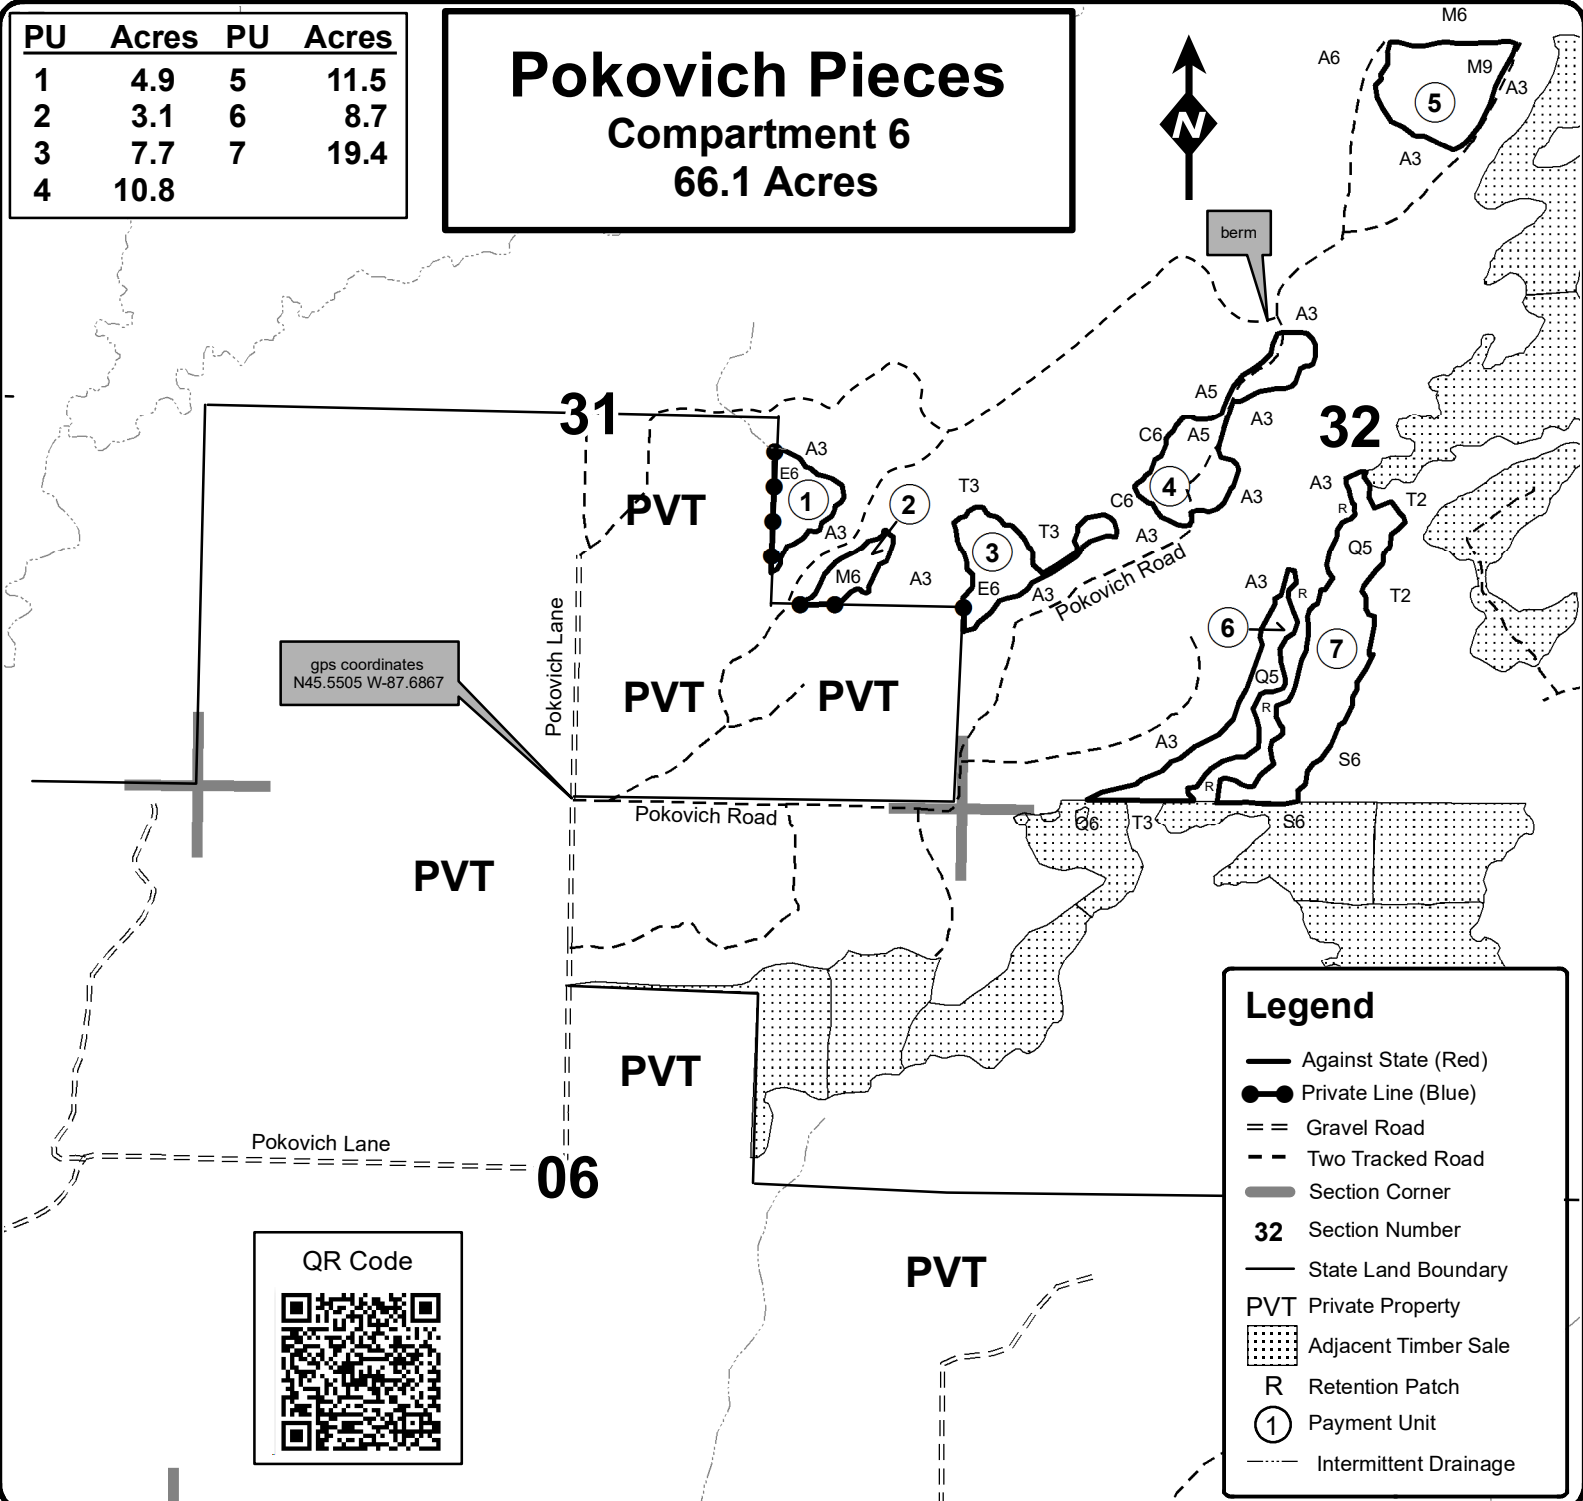 PU Acres PU Acres
1 4.9 5 11.5
2 3.1 6 8.7
3 7.7 7 19.4
4 10.8
Pokovich Pieces
Compartment 6
66.1 Acres
N
M6
A6
M9
A3
5
A3
berm
A3
31
A5
A3
32
C6
A5
A3
E6
PVT
1
2
T3
4
C6
A3
A3
R
T2
A3
T3
A3
Q5
3
M6
A3
E6
A3
Pokovich Road
A3
R
T2
6
7
Pokovich Lane
gps coordinates
N45.5505 W-87.6867
PVT
PVT
Q5
R
A3
S6
R
Pokovich Road
Q6
T3
S6
PVT
PVT
Pokovich Lane
06
PVT
QR Code
Legend
Against State (Red)
Private Line (Blue)
Gravel Road
Two Tracked Road
Section Corner
32 Section Number
State Land Boundary
PVT Private Property
Adjacent Timber Sale
R Retention Patch
1 Payment Unit
Intermittent Drainage